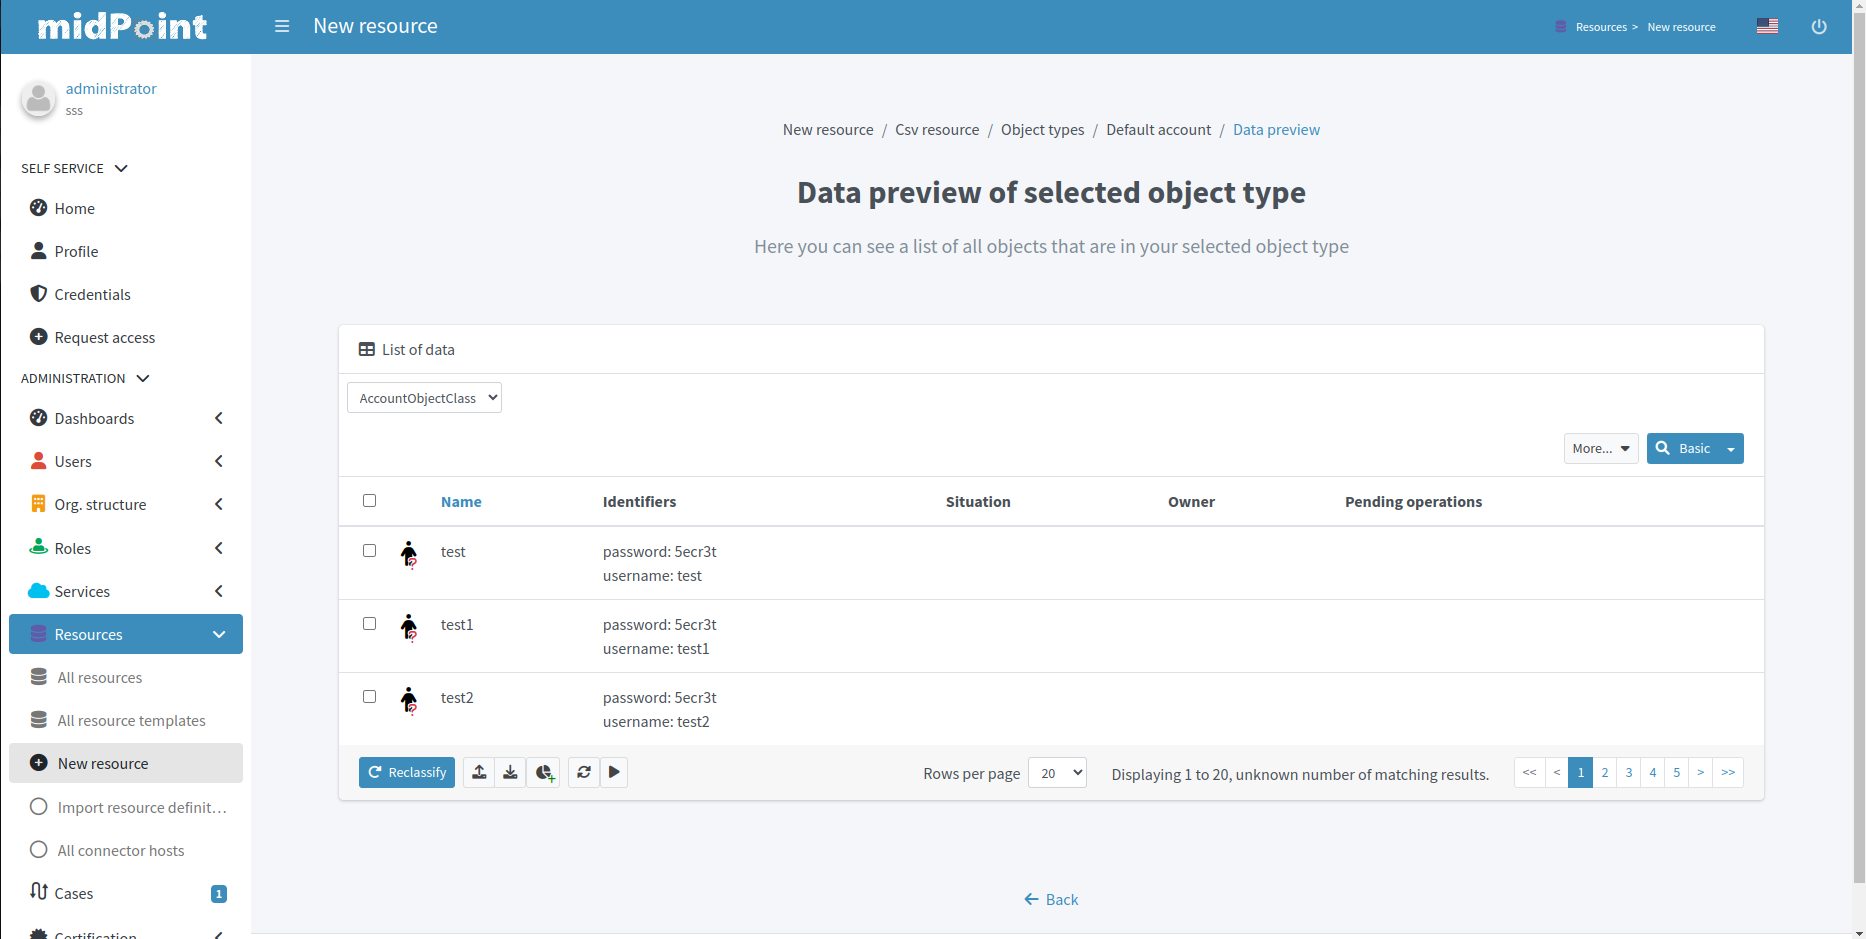 midPoint
New resource
Resources > New resource
administrator
sss
SELF SERVICE
Home
Profile
Credentials
Request access
ADMINISTRATION
Dashboards
Users
Org. structure
Roles
Services
Resources
All resources
All resource templates
New resource
Import resource definit...
All connector hosts
Cases 1
Certification
New resource / Csv resource / Object types / Default account / Data preview
Data preview of selected object type
Here you can see a list of all objects that are in your selected object type
List of data
AccountObjectClass
More... Basic
Name Identifiers Situation Owner Pending operations
test password: 5ecr3t
username: test
test1 password: 5ecr3t
username: test1
test2 password: 5ecr3t
username: test2
Reclassify Rows per page 20 Displaying 1 to 20, unknown number of matching results. << < 1 2 3 4 5 > >>
Back